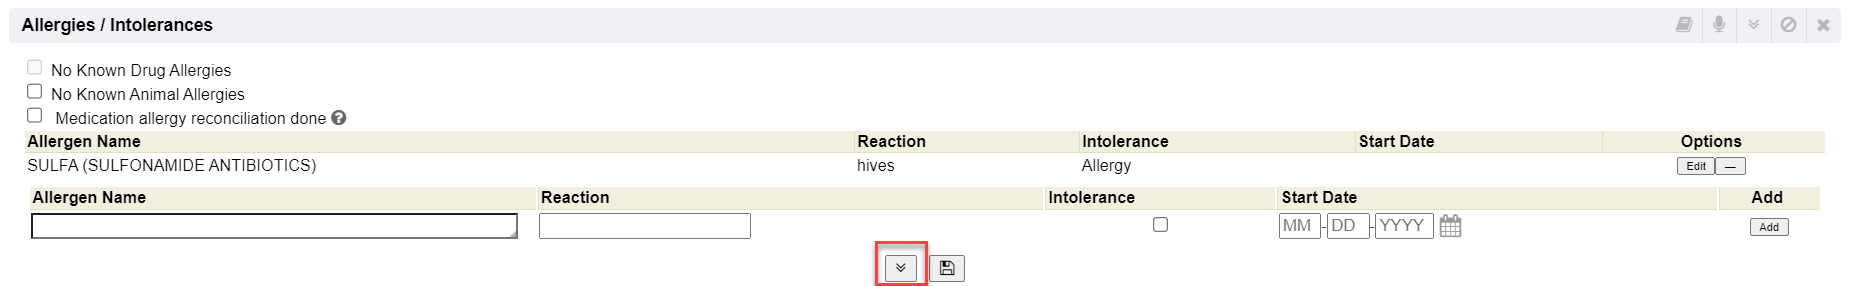 Allergies / Intolerances
No Known Drug Allergies
No Known Animal Allergies
Medication allergy reconciliation done ?
Allergen Name Reaction Intolerance Start Date Options
SULFA (SULFONAMIDE ANTIBIOTICS) hives Allergy Edit —
Allergen Name Reaction Intolerance Start Date Add
MM-DD-YYYY Add